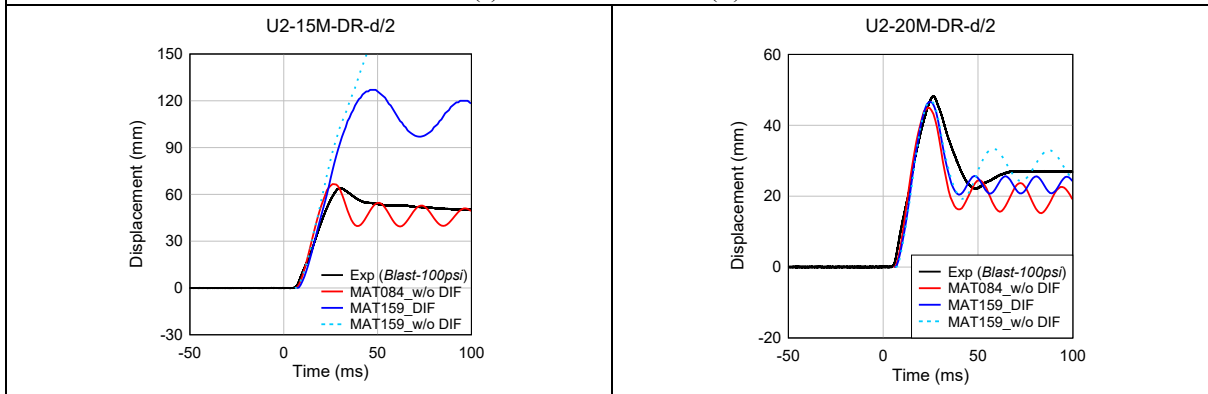 U2-15M-DR-d/2
150
120
90
60
30
0
-30
Displacement (mm)
Exp (Blast-100psi)
MAT084_w/o DIF
MAT159_DIF
MAT159_w/o DIF
-50 0 50 100
Time (ms)
U2-20M-DR-d/2
60
40
20
0
-20
Displacement (mm)
Exp (Blast-100psi)
MAT084_w/o DIF
MAT159_DIF
MAT159_w/o DIF
-50 0 50 100
Time (ms)